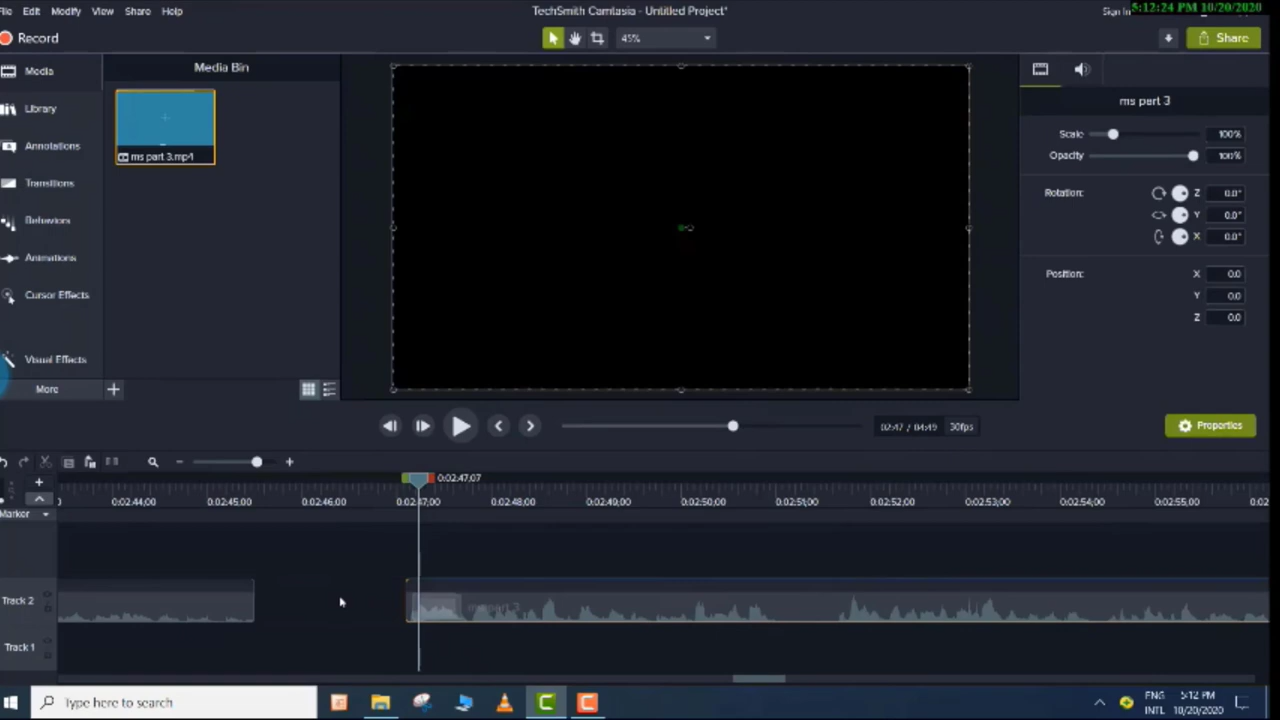 File Edit Modify View Share Help
TechSmith Camtasia - Untitled Project*
Sign In
5:12:24 PM 10/20/2020
Record
45%
Share
Media
Library
Annotations
Transitions
Behaviors
Animations
Cursor Effects
Visual Effects
More
Media Bin
ms part 3.mp4
ms part 3
Scale 100%
Opacity 100%
Rotation: Z 0.0°
Y 0.0°
X 0.0°
Position: X 0.0
Y 0.0
Z 0.0
02:47 / 04:49 30fps
Properties
0:02:47;07
0:02:44;00 0:02:45;00 0:02:46;00 0:02:47;00 0:02:48;00 0:02:49;00 0:02:50;00 0:02:51;00 0:02:52;00 0:02:53;00 0:02:54;00 0:02:55;00 0:02
Marker
Track 2
ms part 3
Track 1
Type here to search
ENG 5:12 PM
INTL 10/20/2020